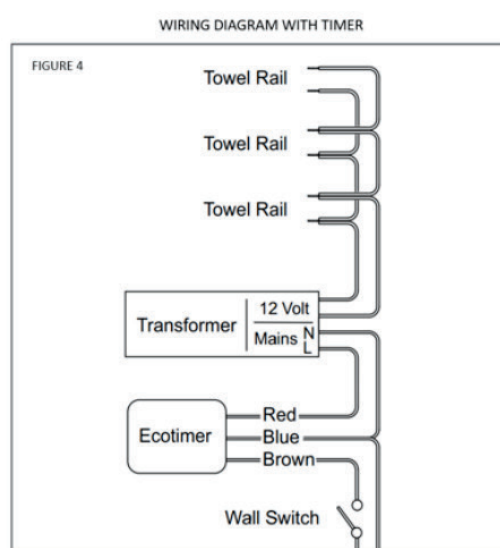 WIRING DIAGRAM WITH TIMER
FIGURE 4
Towel Rail
Towel Rail
Towel Rail
Transformer
12 Volt
Mains N
L
Ecotimer
Red
Blue
Brown
Wall Switch